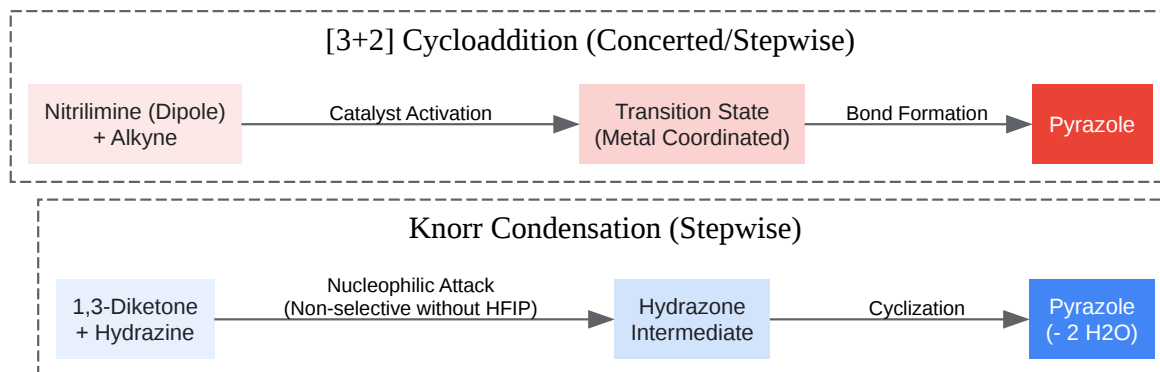 [3+2] Cycloaddition (Concerted/Stepwise)
Nitrilimine (Dipole)
+ Alkyne
Catalyst Activation
Transition State
(Metal Coordinated)
Bond Formation
Pyrazole
Knorr Condensation (Stepwise)
1,3-Diketone
+ Hydrazine
Nucleophilic Attack
(Non-selective without HFIP)
Hydrazone
Intermediate
Cyclization
Pyrazole
(- 2 H2O)